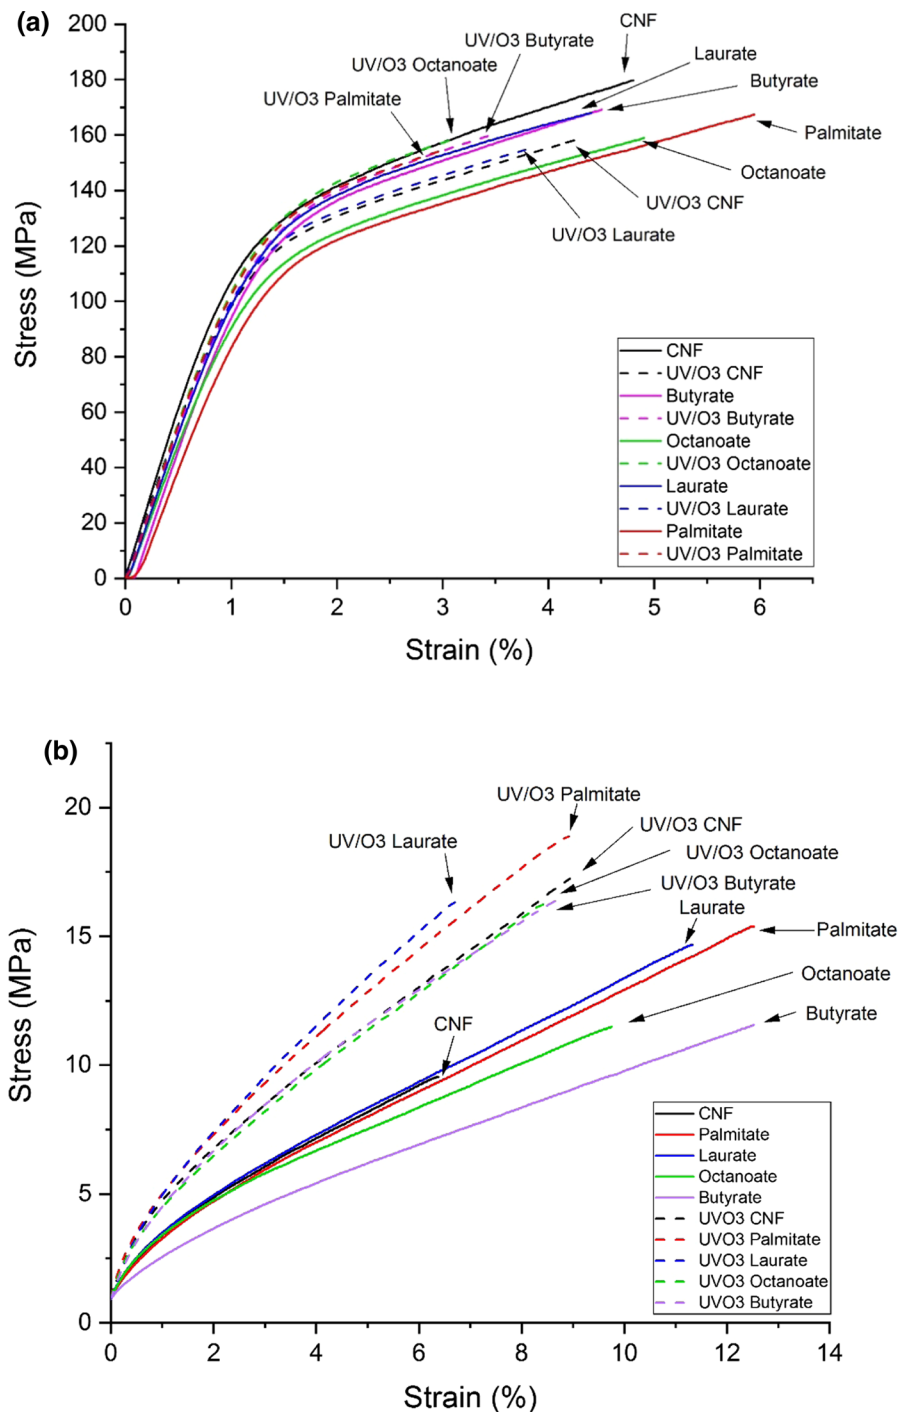 (a)
200
180
160
140
120
100
80
60
40
20
0
Stress (MPa)
CNF
UV/O3 Butyrate
Laurate
UV/O3 Octanoate
Butyrate
UV/O3 Palmitate
Palmitate
Octanoate
UV/O3 CNF
UV/O3 Laurate
CNF
UV/O3 CNF
Butyrate
UV/O3 Butyrate
Octanoate
UV/O3 Octanoate
Laurate
UV/O3 Laurate
Palmitate
UV/O3 Palmitate
0 1 2 3 4 5 6
Strain (%)
(b)
20
15
10
5
0
Stress (MPa)
UV/O3 Palmitate
UV/O3 CNF
UV/O3 Laurate
UV/O3 Octanoate
UV/O3 Butyrate
Laurate
Palmitate
Octanoate
Butyrate
CNF
CNF
Palmitate
Laurate
Octanoate
Butyrate
UVO3 CNF
UVO3 Palmitate
UVO3 Laurate
UVO3 Octanoate
UVO3 Butyrate
0 2 4 6 8 10 12 14
Strain (%)